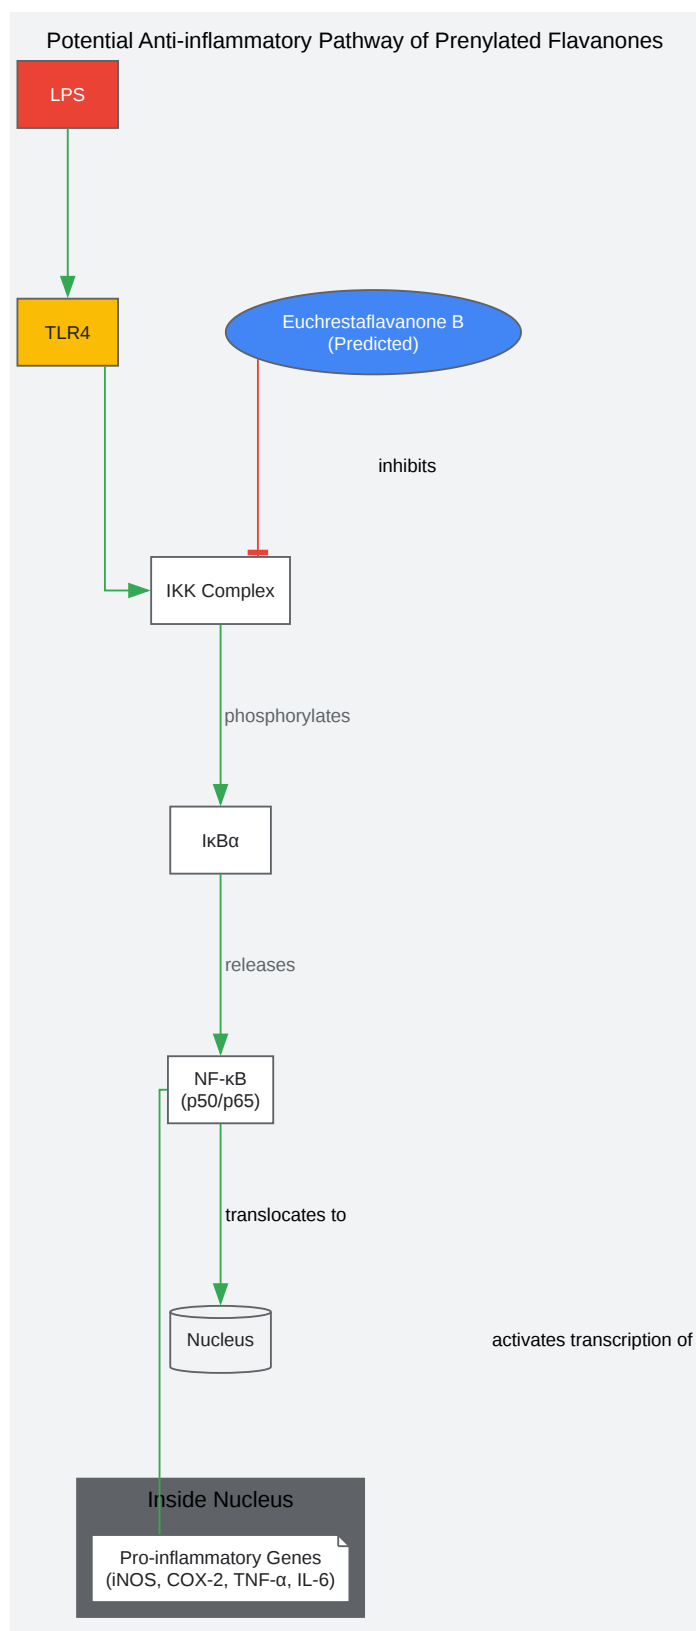 Potential Anti-inflammatory Pathway of Prenylated Flavanones
LPS
TLR4
Euchrestaflavanone B
(Predicted)
inhibits
IKK Complex
phosphorylates
IκBα
releases
NF-κB
(p50/p65)
translocates to
Nucleus
activates transcription of
Inside Nucleus
Pro-inflammatory Genes
(iNOS, COX-2, TNF-α, IL-6)